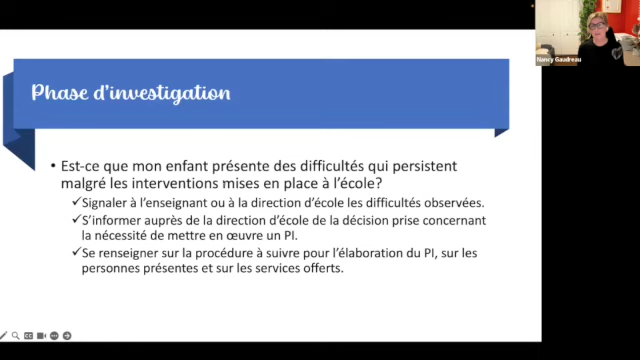 Nancy Gaudreau
Phase d'investigation
• Est-ce que mon enfant présente des difficultés qui persistent
malgré les interventions mises en place à l'école?
✓Signaler à l'enseignant ou à la direction d'école les difficultés observées.
✓S'informer auprès de la direction d'école de la décision prise concernant
la nécessité de mettre en œuvre un PI.
✓Se renseigner sur la procédure à suivre pour l'élaboration du PI, sur les
personnes présentes et sur les services offerts.